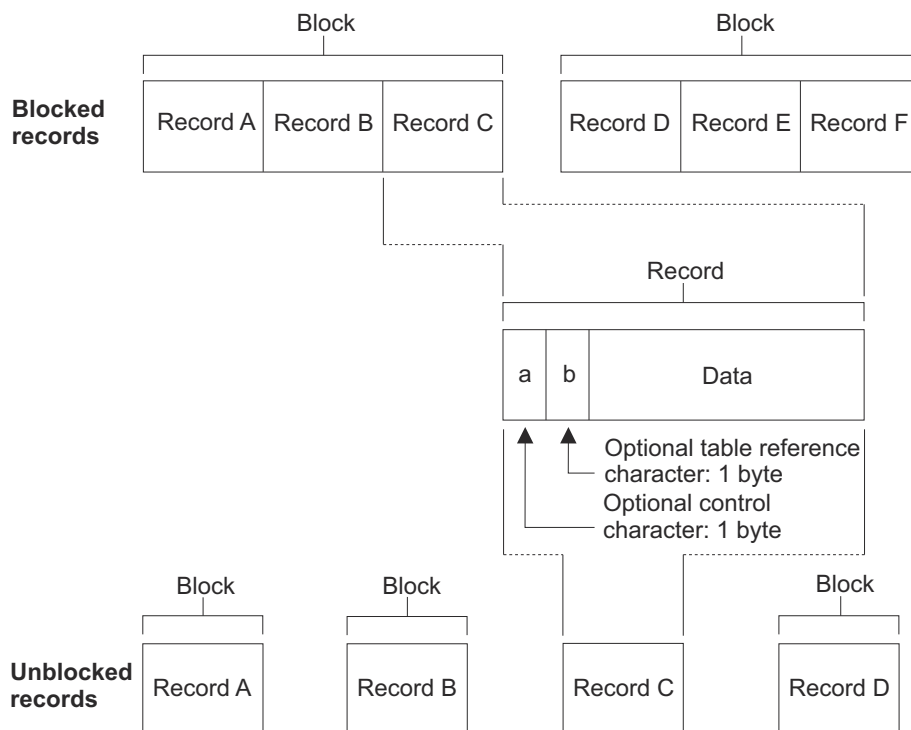 Block
Block
Blocked
records
Record A
Record B
Record C
Record D
Record E
Record F
Record
a
b
Data
Optional table reference
character: 1 byte
Optional control
character: 1 byte
Block
Block
Block
Unblocked
records
Record A
Record B
Record C
Record D